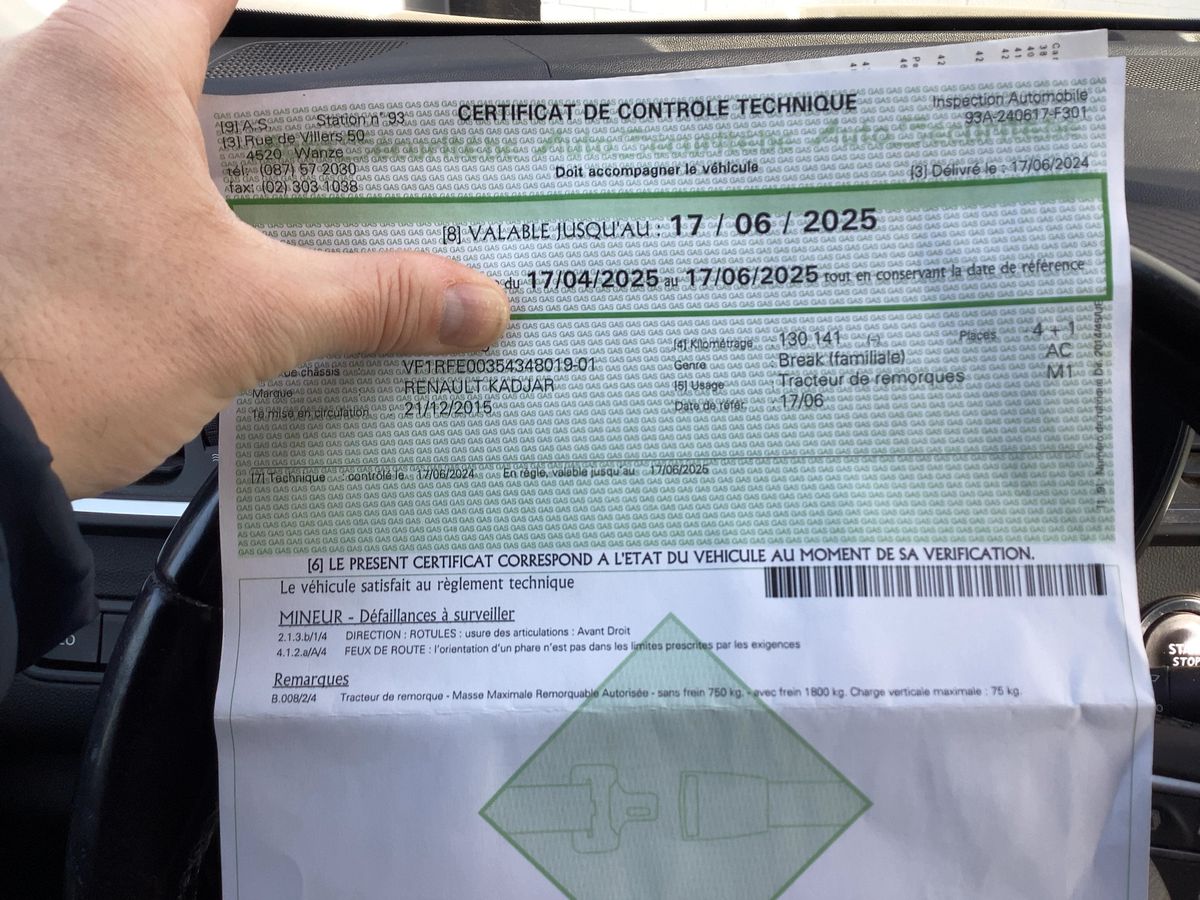 CERTIFICAT DE CONTROLE TECHNIQUE
[9] A.S. Station n° 93
[3] Rue de Villers 50
4520 Wanze
tél: (087) 57 2030
fax: (02) 303 1038
Inspection Automobile
93A-240617-F301
Doit accompagner le véhicule
[3] Délivré le : 17/06/2024
[8] VALABLE JUSQU'AU : 17 / 06 / 2025
du 17/04/2025 au 17/06/2025 tout en conservant la date de référence
[4] Kilométrage 130 141 (-) Places 4 + 1
châssis VF1RFE00354348019-01 Genre Break (familiale) AC
Marque RENAULT KADJAR [5] Usage Tracteur de remorques M1
1e mise en circulation 21/12/2015 Date de référ. 17/06
[7] Technique : contrôlé le 17/06/2024 En règle, valable jusqu'au 17/06/2025
[6] LE PRESENT CERTIFICAT CORRESPOND A L'ETAT DU VEHICULE AU MOMENT DE SA VERIFICATION.
Le véhicule satisfait au règlement technique
MINEUR - Défaillances à surveiller
2.1.3.b/1/4 DIRECTION : ROTULES : usure des articulations : Avant Droit
4.1.2.a/A/4 FEUX DE ROUTE : l'orientation d'un phare n'est pas dans les limites prescrites par les exigences
Remarques
B.008/2/4 Tracteur de remorque - Masse Maximale Remorquable Autorisée - sans frein 750 kg. - avec frein 1800 kg. Charge verticale maximale : 75 kg.